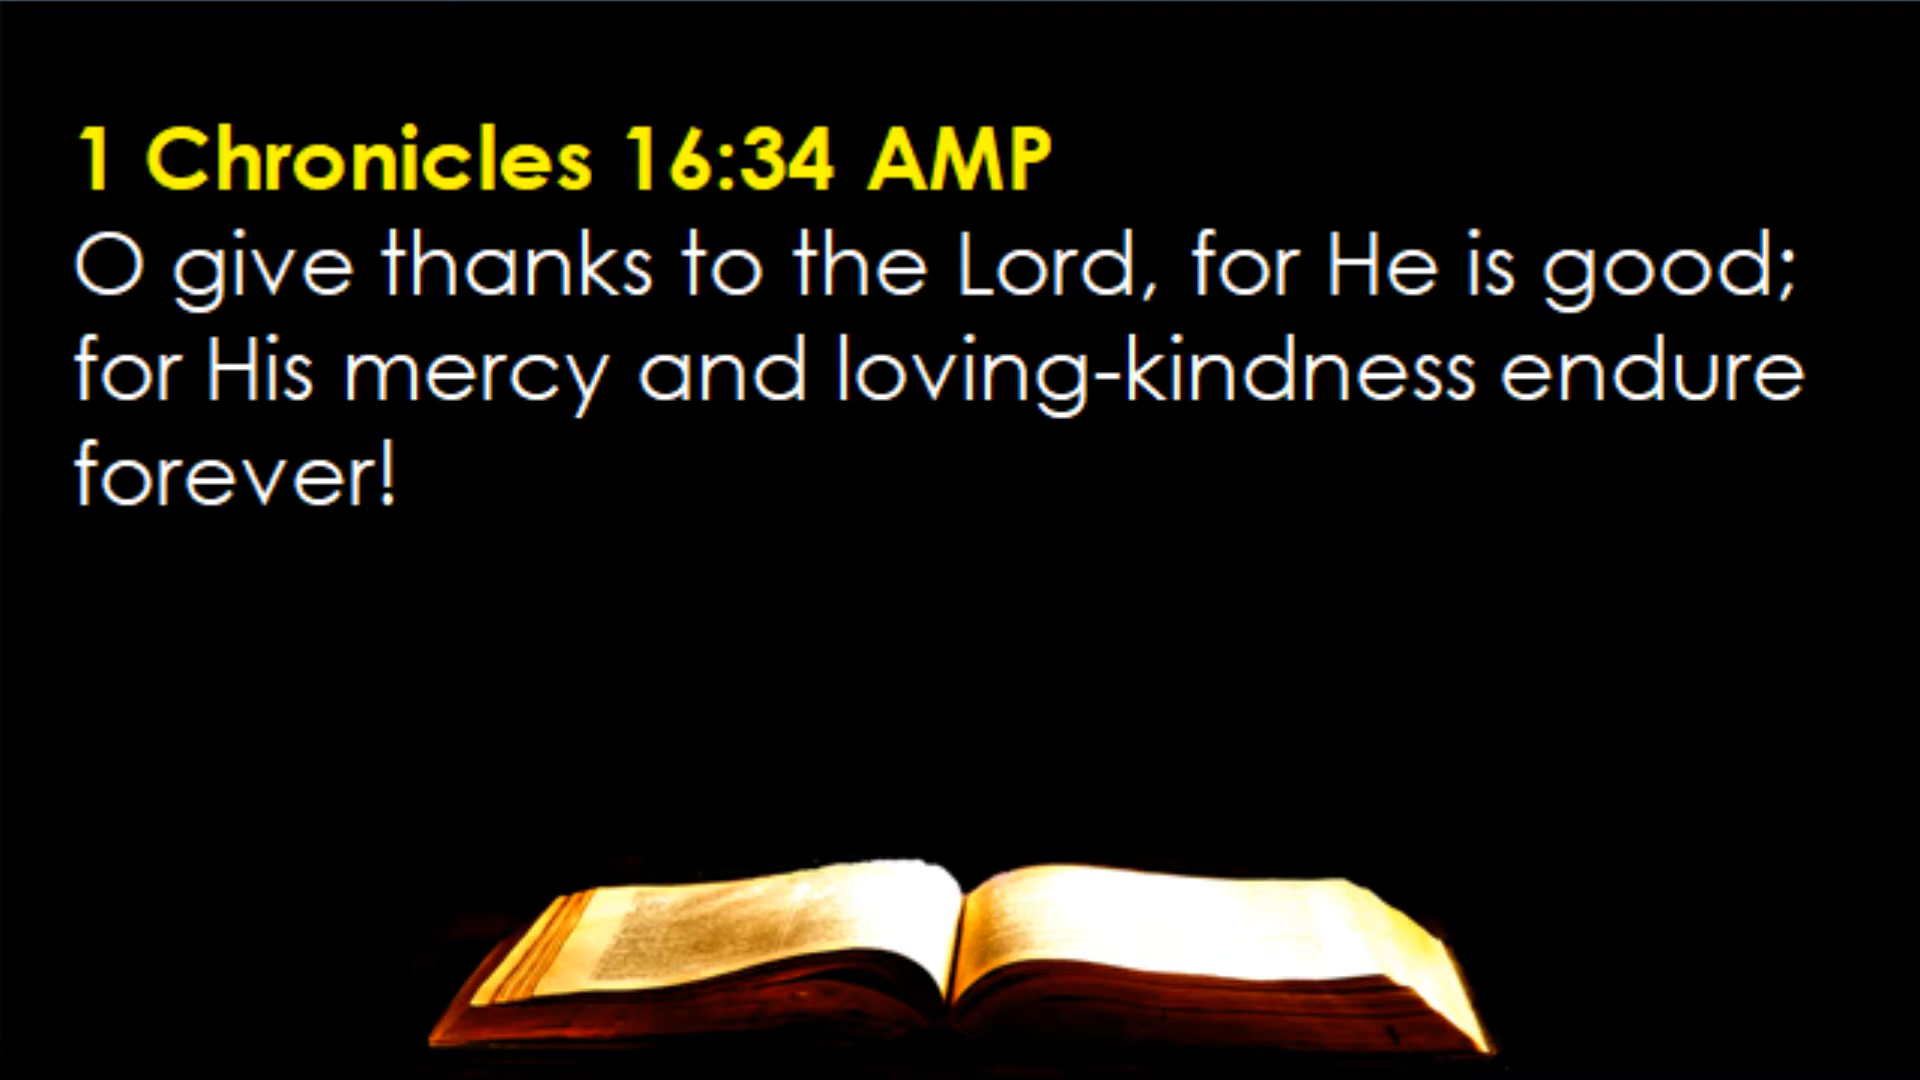 1 Chronicles 16:34 AMP
O give thanks to the Lord, for He is good;
for His mercy and loving-kindness endure
forever!